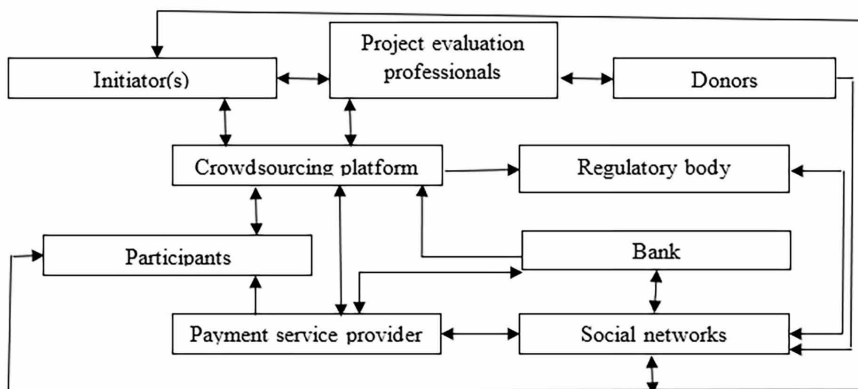 Project evaluation
professionals
Initiator(s)
Donors
Crowdsourcing platform
Regulatory body
Participants
Bank
Payment service provider
Social networks